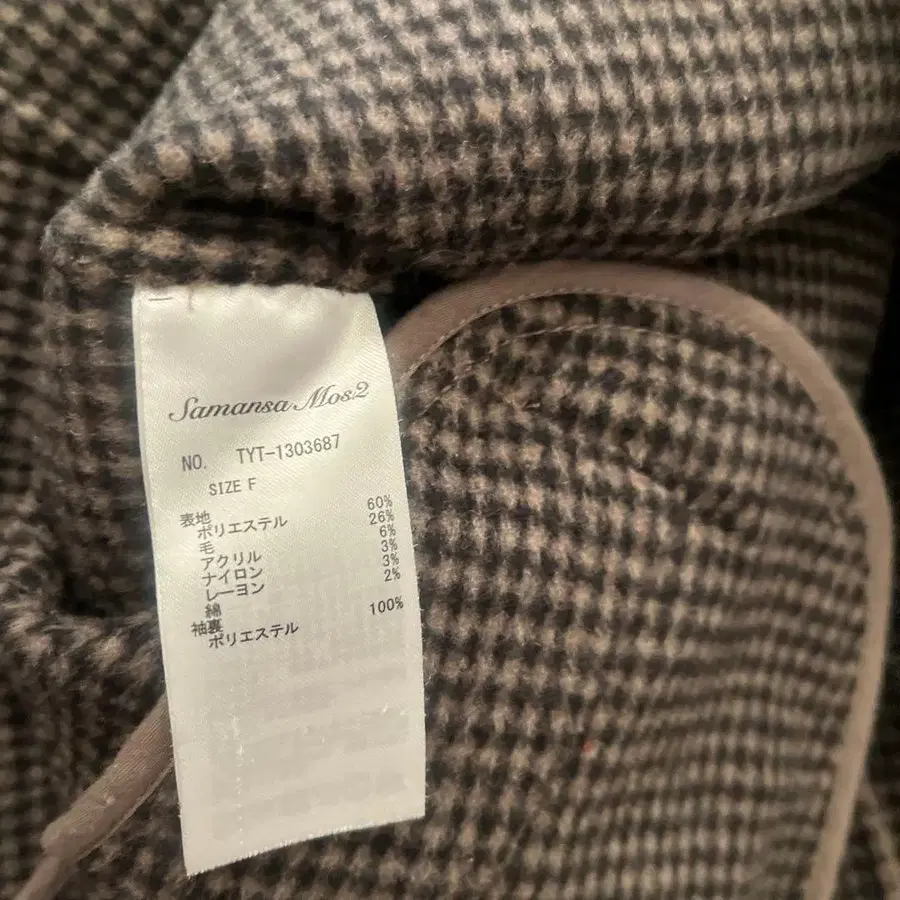 Samansa Mos2
NO. TYT-1303687
SIZE F
表地
ポリエステル 60%
毛 26%
アクリル 6%
ナイロン 3%
レーヨン 3%
綿 2%
袖裏
ポリエステル 100%